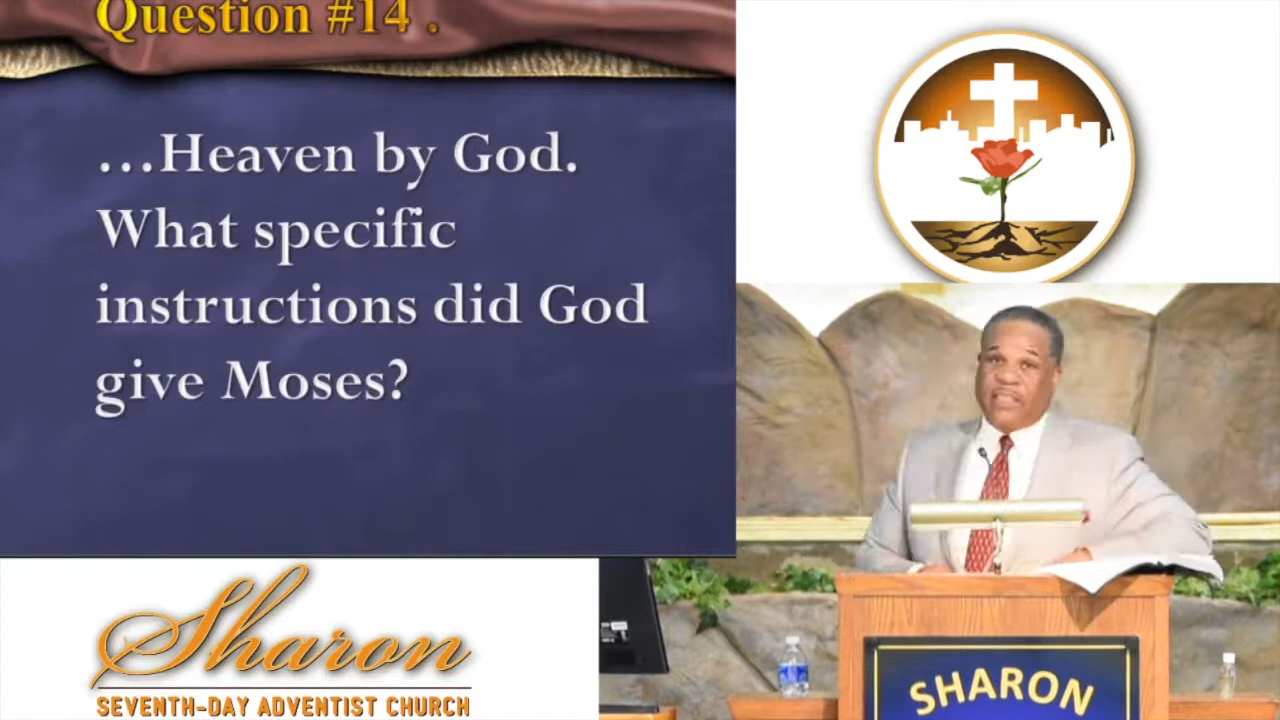 Question #14 .
...Heaven by God.
What specific
instructions did God
give Moses?
Sharon
SEVENTH-DAY ADVENTIST CHURCH
SHARON